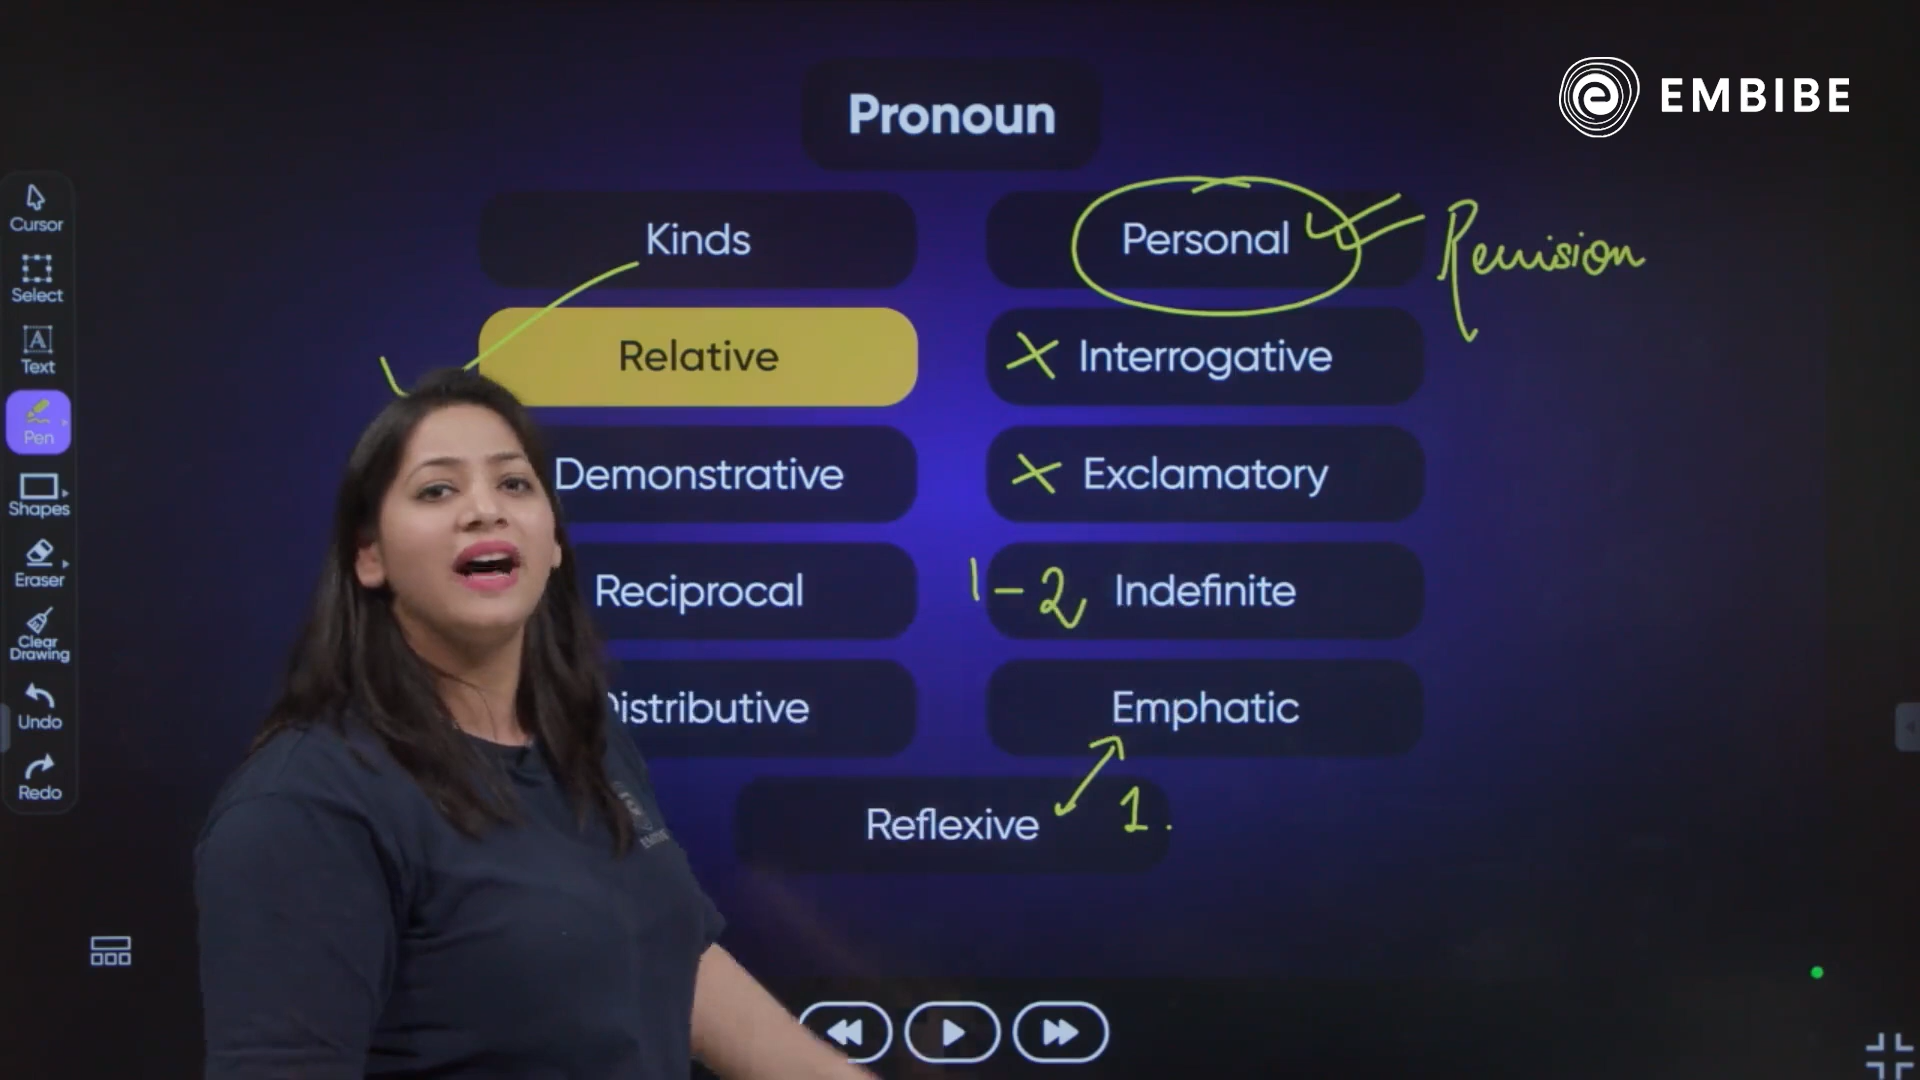 EMBIBE
Pronoun
Kinds
Personal
Revision
Relative
X Interrogative
Demonstrative
X Exclamatory
Reciprocal
1-2 Indefinite
Distributive
Emphatic
Reflexive
1.
Cursor
Select
Text
Pen
Shapes
Eraser
Clear
Drawing
Undo
Redo